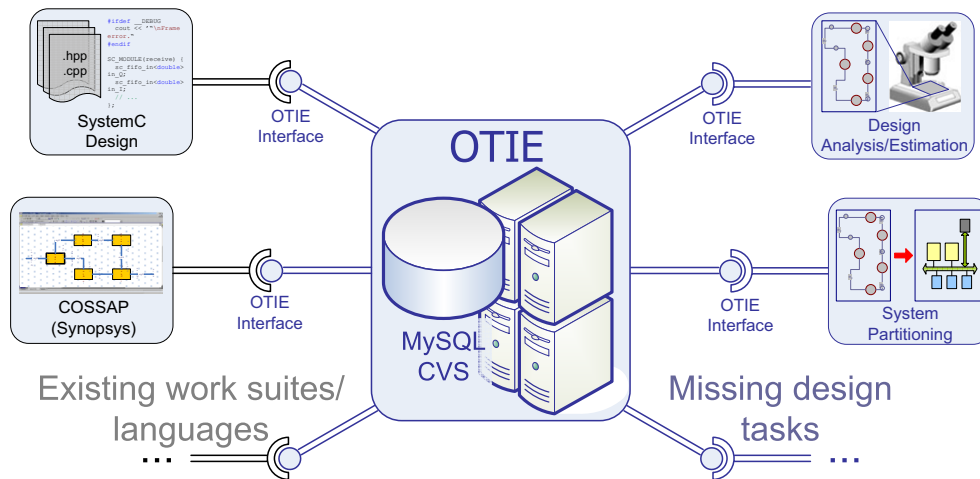 #ifdef __DEBUG
cout << "\nFrame
error."
#endif
SC_MODULE(receive) {
sc_fifo_in<double>
in_Q;
sc_fifo_in<double>
in_I;
// ...
};
.hpp
.cpp
SystemC
Design
OTIE
Interface
COSSAP
(Synopsys)
OTIE
Interface
Existing work suites/
languages
...
OTIE
MySQL
CVS
OTIE
Interface
Design
Analysis/Estimation
OTIE
Interface
System
Partitioning
Missing design
tasks
...